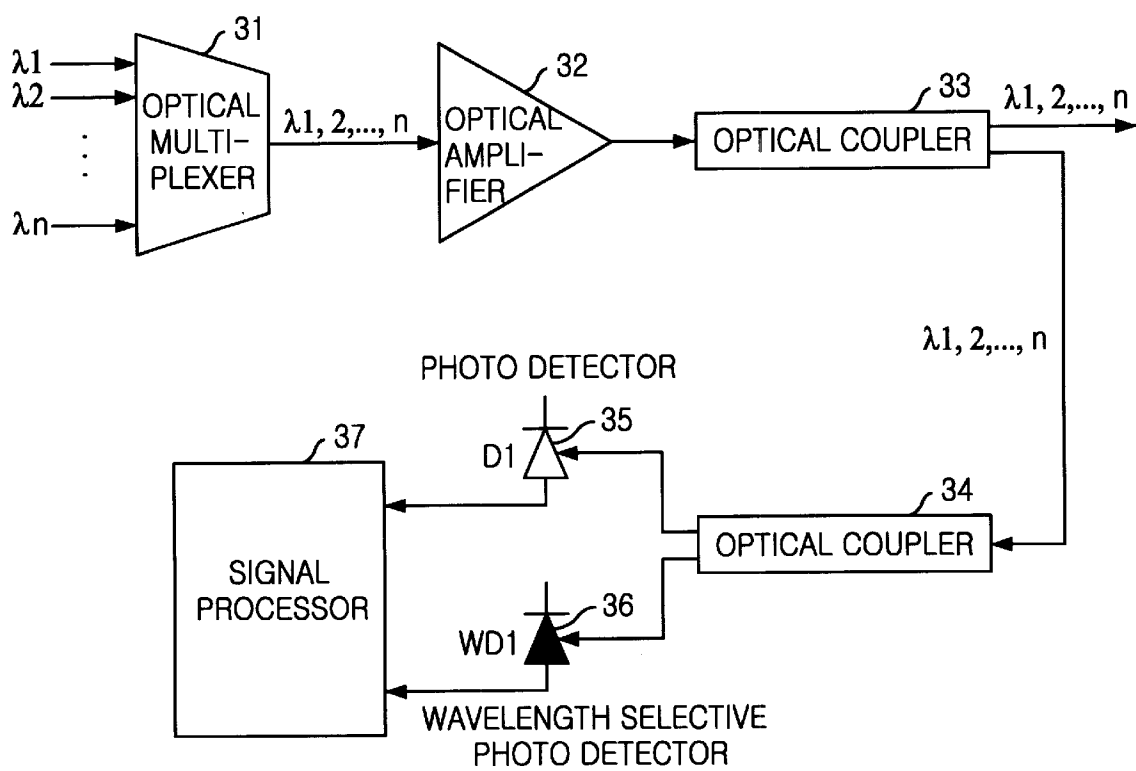 31
λ1
λ2
λn
OPTICAL
MULTI-
PLEXER
λ1, 2,..., n
32
OPTICAL
AMPLI-
FIER
33
OPTICAL COUPLER
λ1, 2,..., n
λ1, 2,..., n
PHOTO DETECTOR
35
D1
37
SIGNAL
PROCESSOR
34
OPTICAL COUPLER
36
WD1
WAVELENGTH SELECTIVE
PHOTO DETECTOR